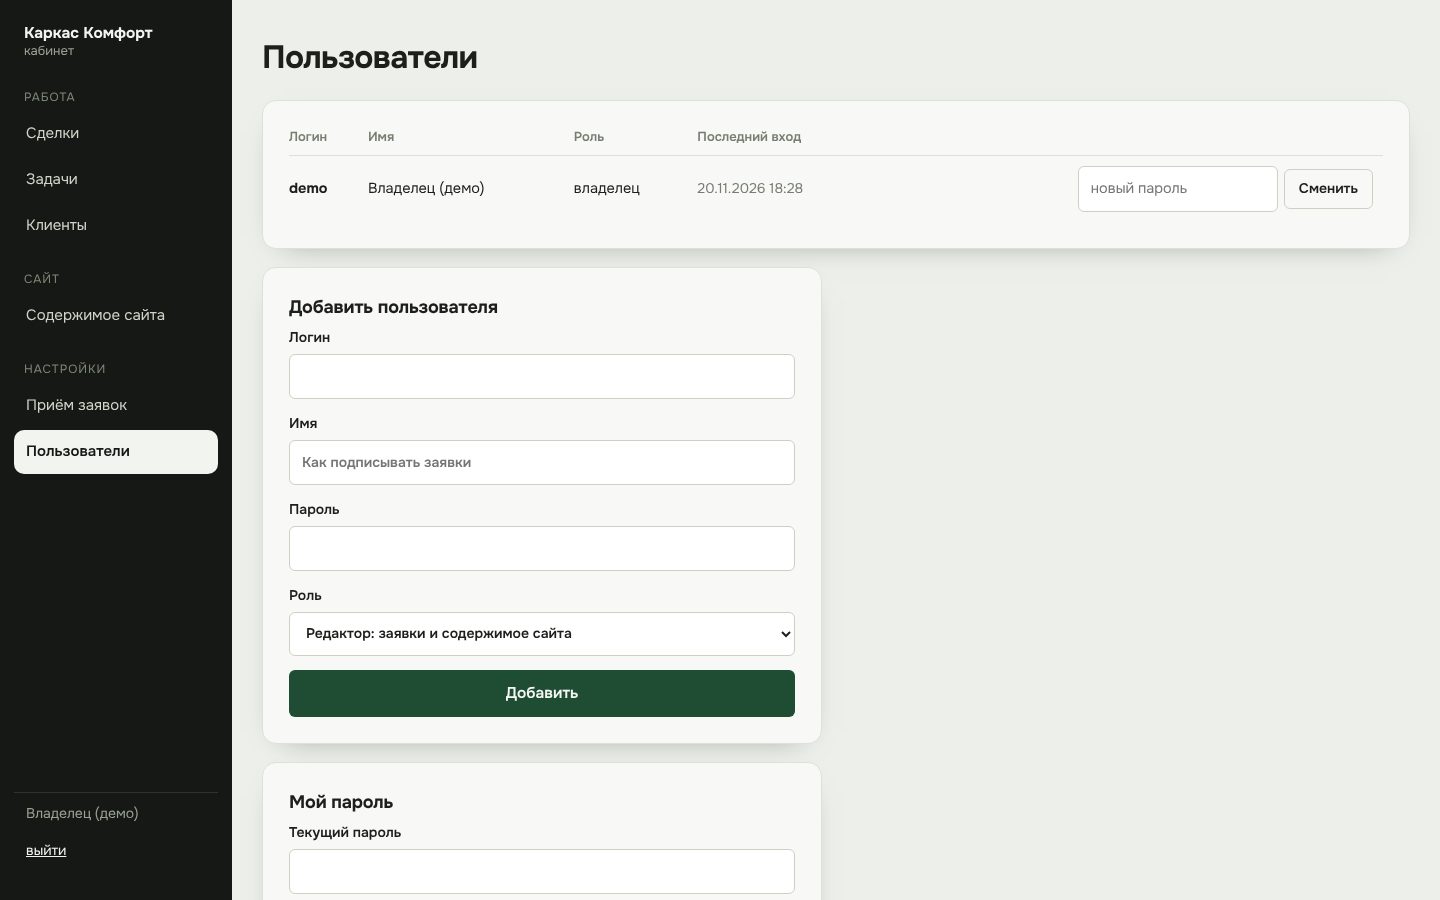 Каркас Комфорт
кабинет
РАБОТА
Сделки
Задачи
Клиенты
САЙТ
Содержимое сайта
НАСТРОЙКИ
Приём заявок
Пользователи
Владелец (демо)
выйти
Пользователи
Логин Имя Роль Последний вход
demo Владелец (демо) владелец 20.11.2026 18:28 новый пароль Сменить
Добавить пользователя
Логин
Имя
Как подписывать заявки
Пароль
Роль
Редактор: заявки и содержимое сайта
Добавить
Мой пароль
Текущий пароль